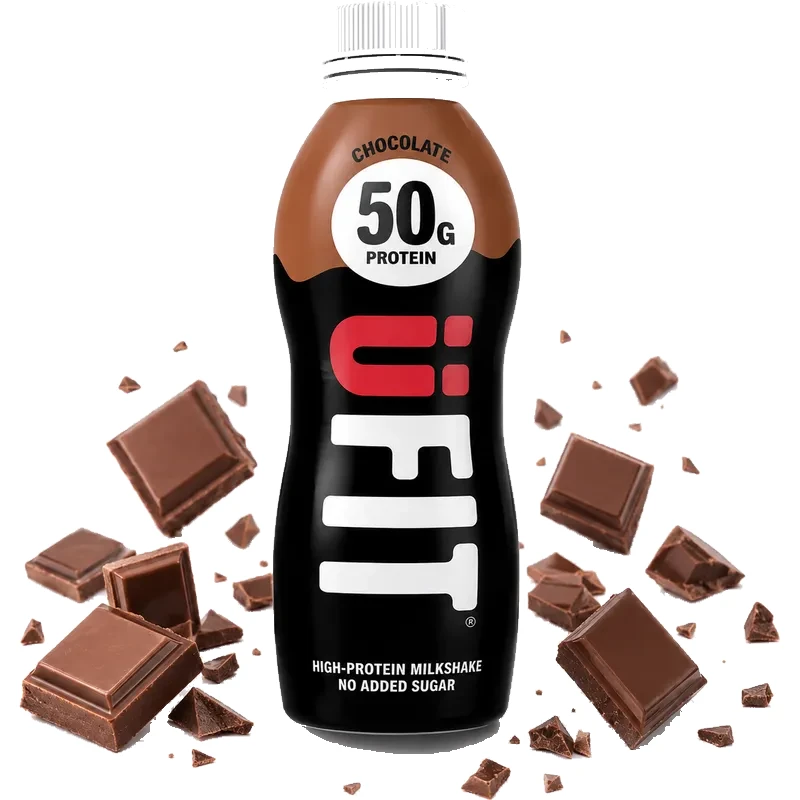 CHOCOLATE
50G
PROTEIN
ÜFIT
®
HIGH-PROTEIN MILKSHAKE
NO ADDED SUGAR